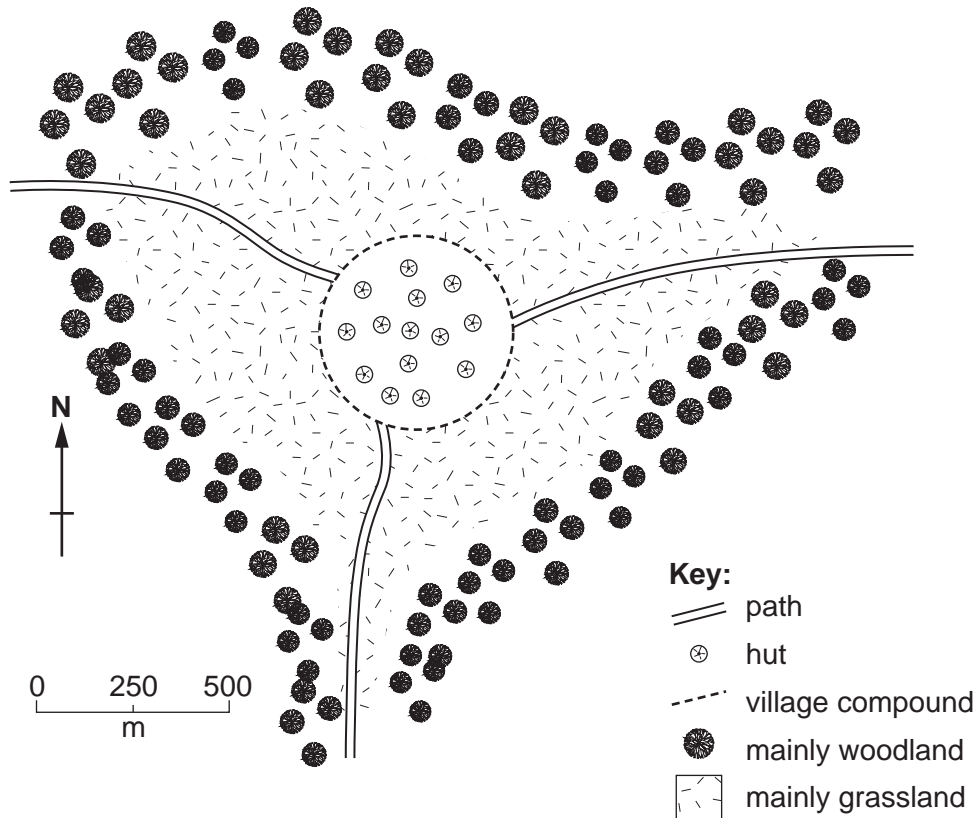 N
0 250 500
m
Key:
path
hut
village compound
mainly woodland
mainly grassland